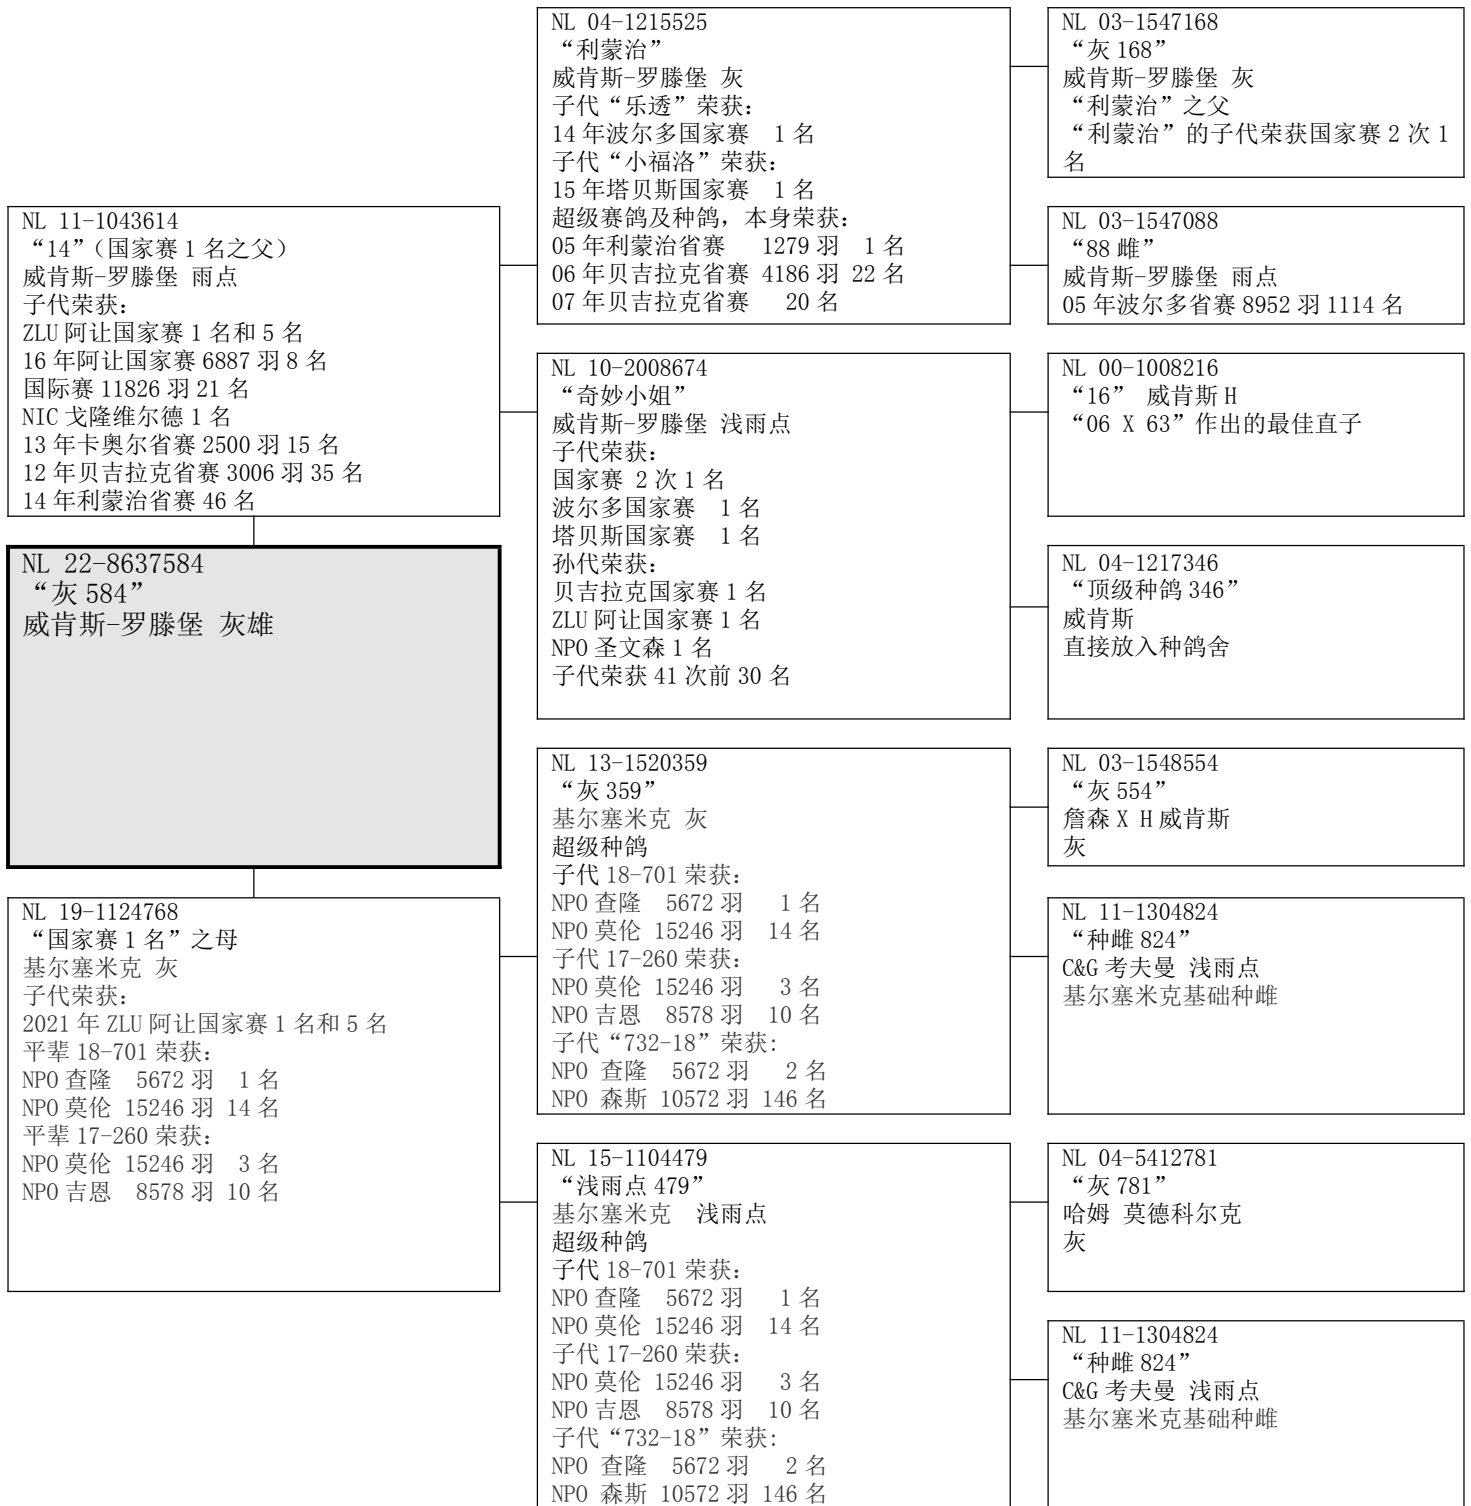 NL 11-1043614
“14”（国家赛 1 名之父）
威肯斯-罗滕堡 雨点
子代荣获：
ZLU 阿让国家赛 1 名和 5 名
16 年阿让国家赛 6887 羽 8 名
国际赛 11826 羽 21 名
NIC 戈隆维尔德 1 名
13 年卡奥尔省赛 2500 羽 15 名
12 年贝吉拉克省赛 3006 羽 35 名
14 年利蒙治省赛 46 名
NL 22-8637584
“灰 584”
威肯斯-罗滕堡 灰雄
NL 19-1124768
“国家赛 1 名”之母
基尔塞米克 灰
子代荣获：
2021 年 ZLU 阿让国家赛 1 名和 5 名
平辈 18-701 荣获：
NPO 查隆 5672 羽 1 名
NPO 莫伦 15246 羽 14 名
平辈 17-260 荣获：
NPO 莫伦 15246 羽 3 名
NPO 吉恩 8578 羽 10 名
NL 04-1215525
“利蒙治”
威肯斯-罗滕堡 灰
子代“乐透”荣获：
14 年波尔多国家赛 1 名
子代“小福洛”荣获：
15 年塔贝斯国家赛 1 名
超级赛鸽及种鸽，本身荣获：
05 年利蒙治省赛 1279 羽 1 名
06 年贝吉拉克省赛 4186 羽 22 名
07 年贝吉拉克省赛 20 名
NL 10-2008674
“奇妙小姐”
威肯斯-罗滕堡 浅雨点
子代荣获：
国家赛 2 次 1 名
波尔多国家赛 1 名
塔贝斯国家赛 1 名
孙代荣获：
贝吉拉克国家赛 1 名
ZLU 阿让国家赛 1 名
NPO 圣文森 1 名
子代荣获 41 次前 30 名
NL 13-1520359
“灰 359”
基尔塞米克 灰
超级种鸽
子代 18-701 荣获：
NPO 查隆 5672 羽 1 名
NPO 莫伦 15246 羽 14 名
子代 17-260 荣获：
NPO 莫伦 15246 羽 3 名
NPO 吉恩 8578 羽 10 名
子代“732-18”荣获：
NPO 查隆 5672 羽 2 名
NPO 森斯 10572 羽 146 名
NL 15-1104479
“浅雨点 479”
基尔塞米克 浅雨点
超级种鸽
子代 18-701 荣获：
NPO 查隆 5672 羽 1 名
NPO 莫伦 15246 羽 14 名
子代 17-260 荣获：
NPO 莫伦 15246 羽 3 名
NPO 吉恩 8578 羽 10 名
子代“732-18”荣获：
NPO 查隆 5672 羽 2 名
NPO 森斯 10572 羽 146 名
NL 03-1547168
“灰 168”
威肯斯-罗滕堡 灰
“利蒙治”之父
“利蒙治”的子代荣获国家赛 2 次 1
名
NL 03-1547088
“88 雌”
威肯斯-罗滕堡 雨点
05 年波尔多省赛 8952 羽 1114 名
NL 00-1008216
“16” 威肯斯 H
“06 X 63”作出的最佳直子
NL 04-1217346
“顶级种鸽 346”
威肯斯
直接放入种鸽舍
NL 03-1548554
“灰 554”
詹森 X H 威肯斯
灰
NL 11-1304824
“种雌 824”
C&G 考夫曼 浅雨点
基尔塞米克基础种雌
NL 04-5412781
“灰 781”
哈姆 莫德科尔克
灰
NL 11-1304824
“种雌 824”
C&G 考夫曼 浅雨点
基尔塞米克基础种雌